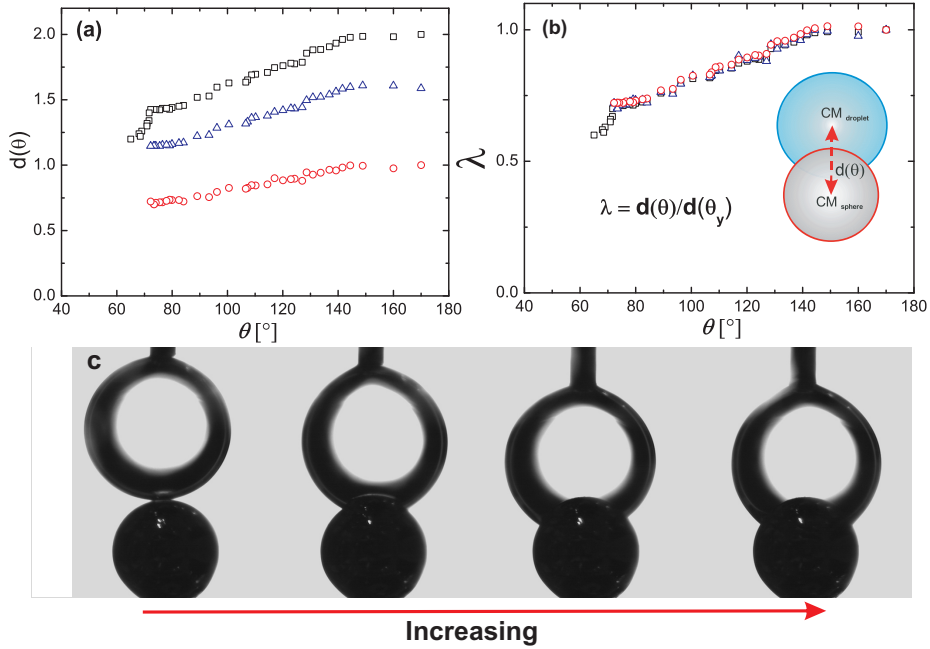 (a)
2.0
1.5
1.0
0.5
0.0
d(θ)
40 60 80 100 120 140 160 180
θ [°]
(b)
1.0
0.5
0.0
λ
CM droplet
d(θ)
CM sphere
λ = d(θ)/d(θy)
40 60 80 100 120 140 160 180
θ [°]
c
Increasing